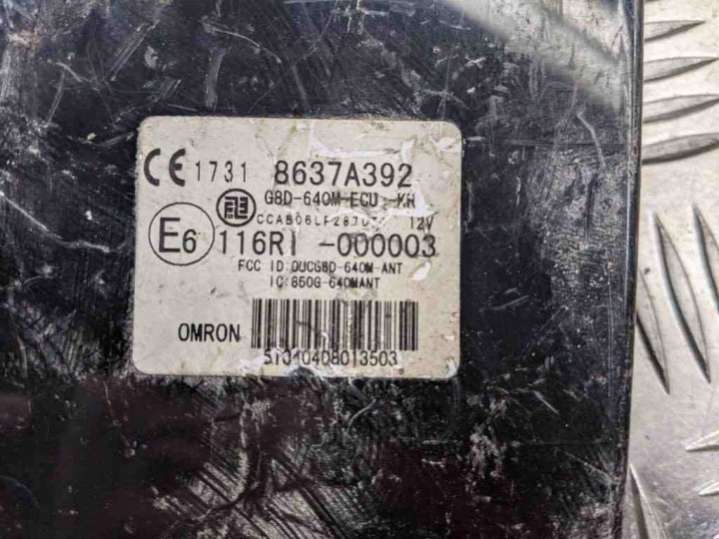 CE 1731 8637A392
G8D-640M-ECU-KR
12V
E6 116RI -000003
FCC ID:OUCG8D-640M-ANT
IC:850G-640MANT
OMRON